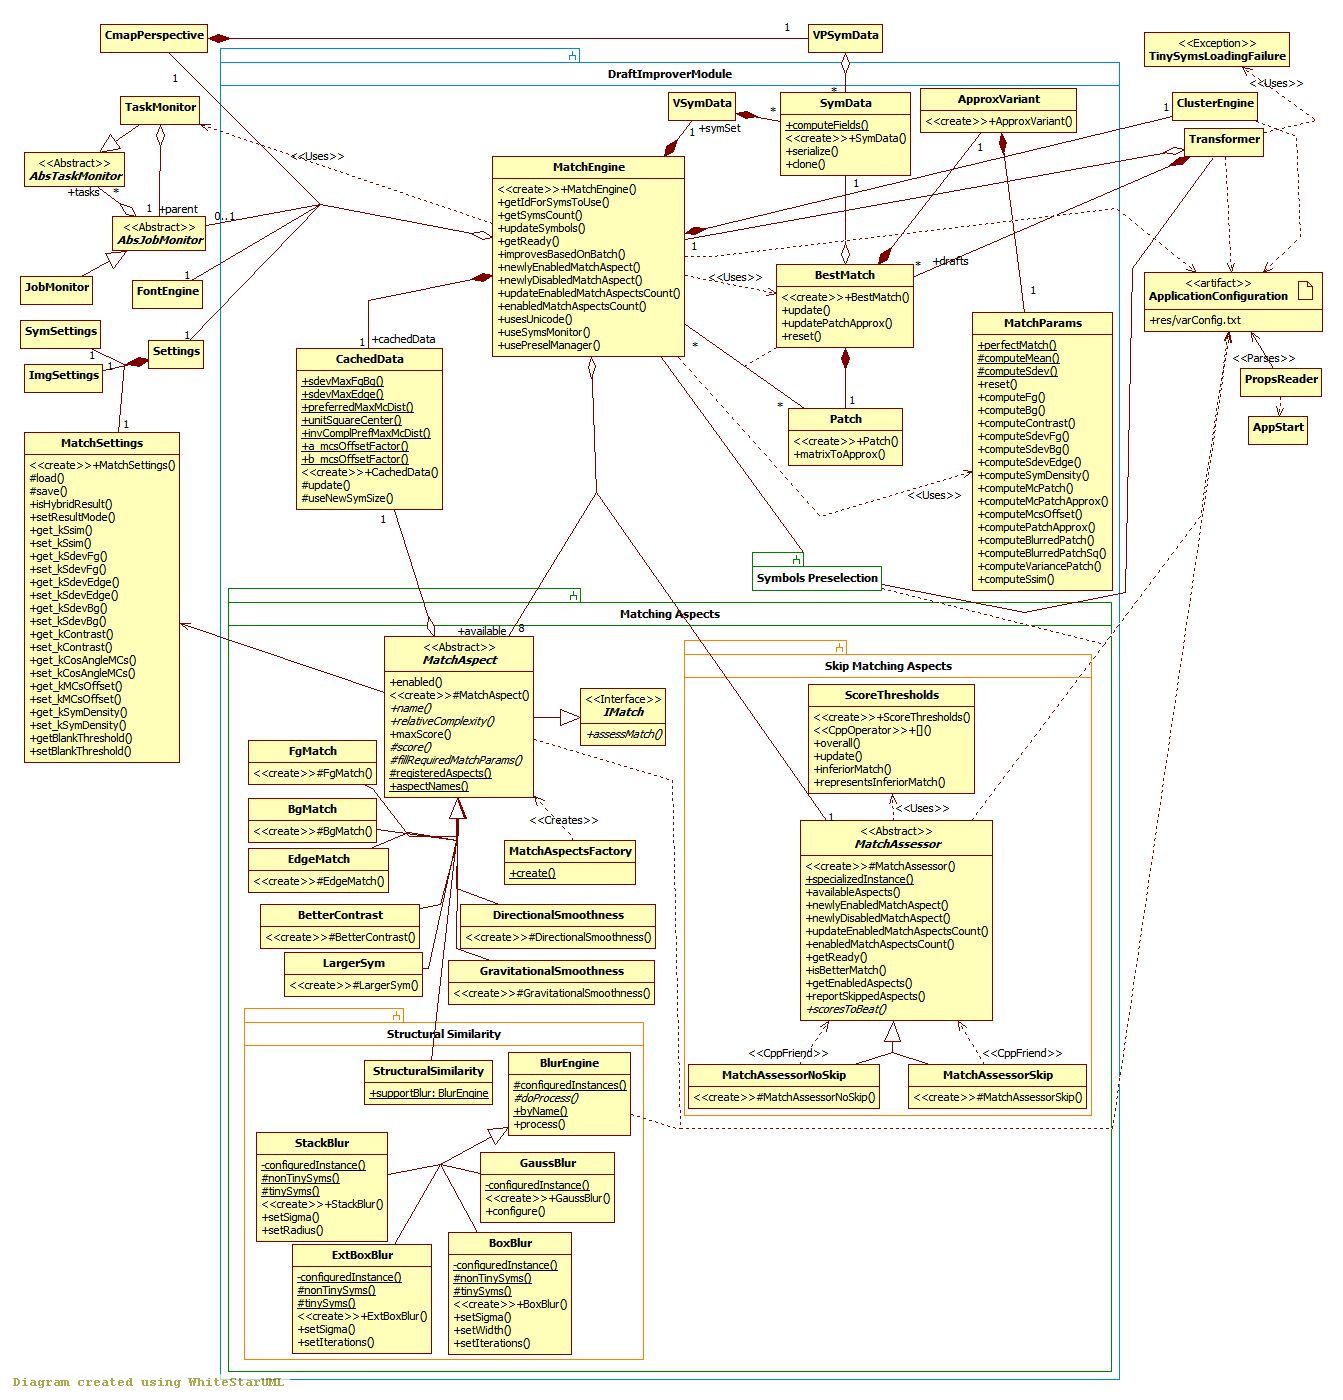 CmapPerspective
1
VPSymData
<<Exception>>
TinySymsLoadingFailure
DraftImproverModule
1
<<Uses>>
TaskMonitor
VSymData
*
*
SymData
+computeFields()
<<create>>+SymData()
+serialize()
+clone()
ApproxVariant
<<create>>+ApproxVariant()
1
ClusterEngine
Transformer
1
+symSet
1
1
<<Abstract>>
AbsTaskMonitor
+tasks
*
1
+parent
<<Uses>>
<<Abstract>>
AbsJobMonitor
0..1
JobMonitor
FontEngine
1
MatchEngine
<<create>>+MatchEngine()
+getIdForSymsToUse()
+getSymsCount()
+updateSymbols()
+getReady()
+improvesBasedOnBatch()
+newlyEnabledMatchAspect()
+newlyDisabledMatchAspect()
+updateEnabledMatchAspectsCount()
+enabledMatchAspectsCount()
+usesUnicode()
+useSymsMonitor()
+usePreselManager()
1
<<Uses>>
*
+drafts
BestMatch
<<create>>+BestMatch()
+update()
+updatePatchApprox()
+reset()
<<artifact>>
ApplicationConfiguration
+res/varConfig.txt
SymSettings
1
ImgSettings
1
1
Settings
1
1
+cachedData
CachedData
+sdevMaxFgBg()
+sdevMaxEdge()
+preferredMaxMcDist()
+unitSquareCenter()
+invComplPrefMaxMcDist()
+a_mcsOffsetFactor()
+b_mcsOffsetFactor()
<<create>>+CachedData()
#update()
#useNewSymSize()
1
*
*
1
Patch
<<create>>+Patch()
+matrixToApprox()
1
MatchParams
+perfectMatch()
#computeMean()
#computeSdev()
+reset()
+computeFg()
+computeBg()
+computeContrast()
+computeSdevFg()
+computeSdevBg()
+computeSdevEdge()
+computeSymDensity()
+computeMcPatch()
+computeMcPatchApprox()
+computeMcsOffset()
+computePatchApprox()
+computeBlurredPatch()
+computeBlurredPatchSq()
+computeVariancePatch()
+computeSsim()
<<Parses>>
PropsReader
AppStart
<<Uses>>
MatchSettings
<<create>>+MatchSettings()
#load()
#save()
+isHybridResult()
+setResultMode()
+get_kSsim()
+set_kSsim()
+get_kSdevFg()
+set_kSdevFg()
+get_kSdevEdge()
+set_kSdevEdge()
+get_kSdevBg()
+set_kSdevBg()
+get_kContrast()
+set_kContrast()
+get_kCosAngleMCs()
+set_kCosAngleMCs()
+get_kMCsOffset()
+set_kMCsOffset()
+get_kSymDensity()
+set_kSymDensity()
+getBlankThreshold()
+setBlankThreshold()
Symbols Preselection
Matching Aspects
+available
8
<<Abstract>>
MatchAspect
+enabled()
<<create>>#MatchAspect()
+name()
+relativeComplexity()
+maxScore()
#score()
#fillRequiredMatchParams()
#registeredAspects()
+aspectNames()
<<Interface>>
IMatch
+assessMatch()
Skip Matching Aspects
ScoreThresholds
<<create>>+ScoreThresholds()
<<CppOperator>>+[]()
+overall()
+update()
+inferiorMatch()
+representsInferiorMatch()
<<Uses>>
FgMatch
<<create>>#FgMatch()
BgMatch
<<create>>#BgMatch()
EdgeMatch
<<create>>#EdgeMatch()
<<Creates>>
MatchAspectsFactory
+create()
1
<<Abstract>>
MatchAssessor
<<create>>#MatchAssessor()
+specializedInstance()
+availableAspects()
+newlyEnabledMatchAspect()
+newlyDisabledMatchAspect()
+updateEnabledMatchAspectsCount()
+enabledMatchAspectsCount()
+getReady()
+isBetterMatch()
+getEnabledAspects()
+reportSkippedAspects()
+scoresToBeat()
BetterContrast
<<create>>#BetterContrast()
DirectionalSmoothness
<<create>>#DirectionalSmoothness()
LargerSym
<<create>>#LargerSym()
GravitationalSmoothness
<<create>>#GravitationalSmoothness()
<<CppFriend>>
<<CppFriend>>
MatchAssessorNoSkip
<<create>>#MatchAssessorNoSkip()
MatchAssessorSkip
<<create>>#MatchAssessorSkip()
Structural Similarity
StructuralSimilarity
+supportBlur: BlurEngine
BlurEngine
#configuredInstances()
#doProcess()
+byName()
+process()
StackBlur
-configuredInstance()
#nonTinySyms()
#tinySyms()
<<create>>+StackBlur()
+setSigma()
+setRadius()
GaussBlur
-configuredInstance()
<<create>>+GaussBlur()
+configure()
ExtBoxBlur
-configuredInstance()
#nonTinySyms()
#tinySyms()
<<create>>+ExtBoxBlur()
+setSigma()
+setIterations()
BoxBlur
-configuredInstance()
#nonTinySyms()
#tinySyms()
<<create>>+BoxBlur()
+setSigma()
+setWidth()
+setIterations()
Diagram created using WhiteStarUML